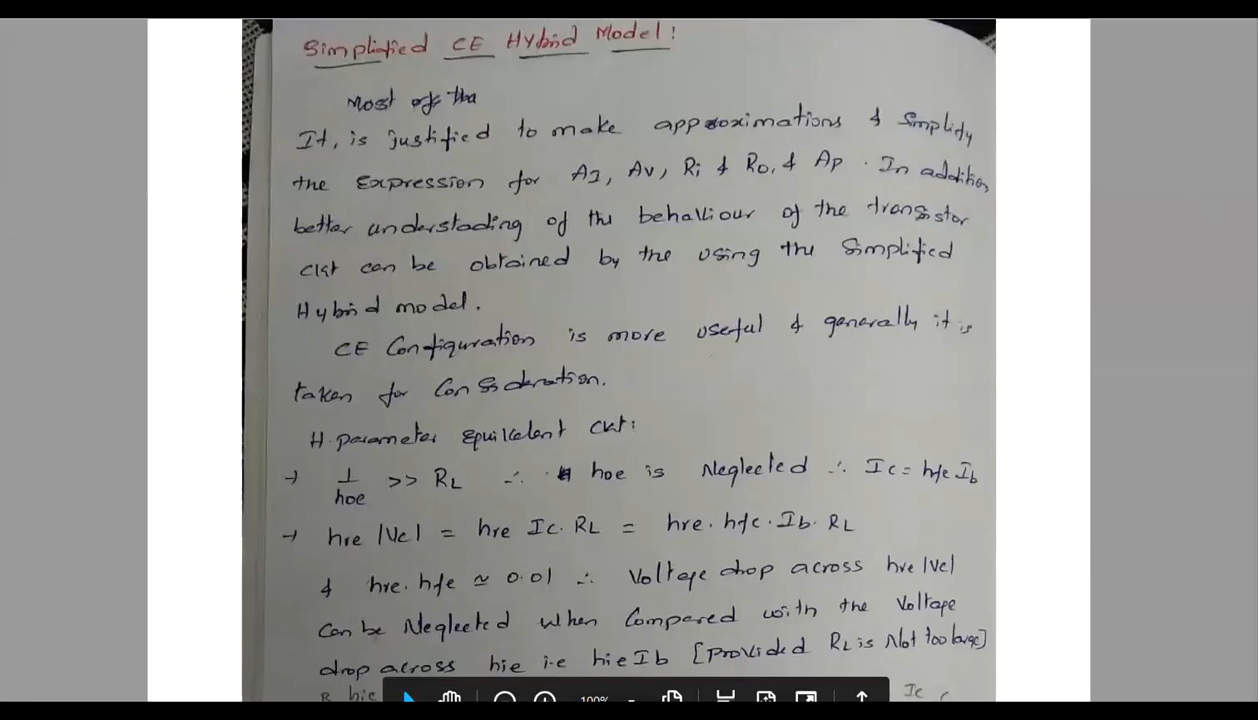 Simplified CE Hybrid Model:
Most of the
It, is justified to make approximations & Simplify
the Expression for AI, AV, Ri & RO, & Ap. In addition,
better understading of the behaviour of the transistor
Ckt can be obtained by the using the Simplified
Hybrid model.
CE Configuration is more useful & generally it is
taken for Consideration.
H-parameter Equivalent Ckt:
→ 1/hoe >> RL ∴ hoe is Neglected ∴ Ic = hfe Ib
→ hre |Vc| = hre Ic. RL = hre. hfc. Ib. RL
& hre. hfe ≃ 0.01 ∴ Voltage drop across hre |Vc|
Can be Neglected when Compared with the Voltage
drop across hie i.e hie Ib [Provided RL is Not too large]
B hie
Ic C
100%